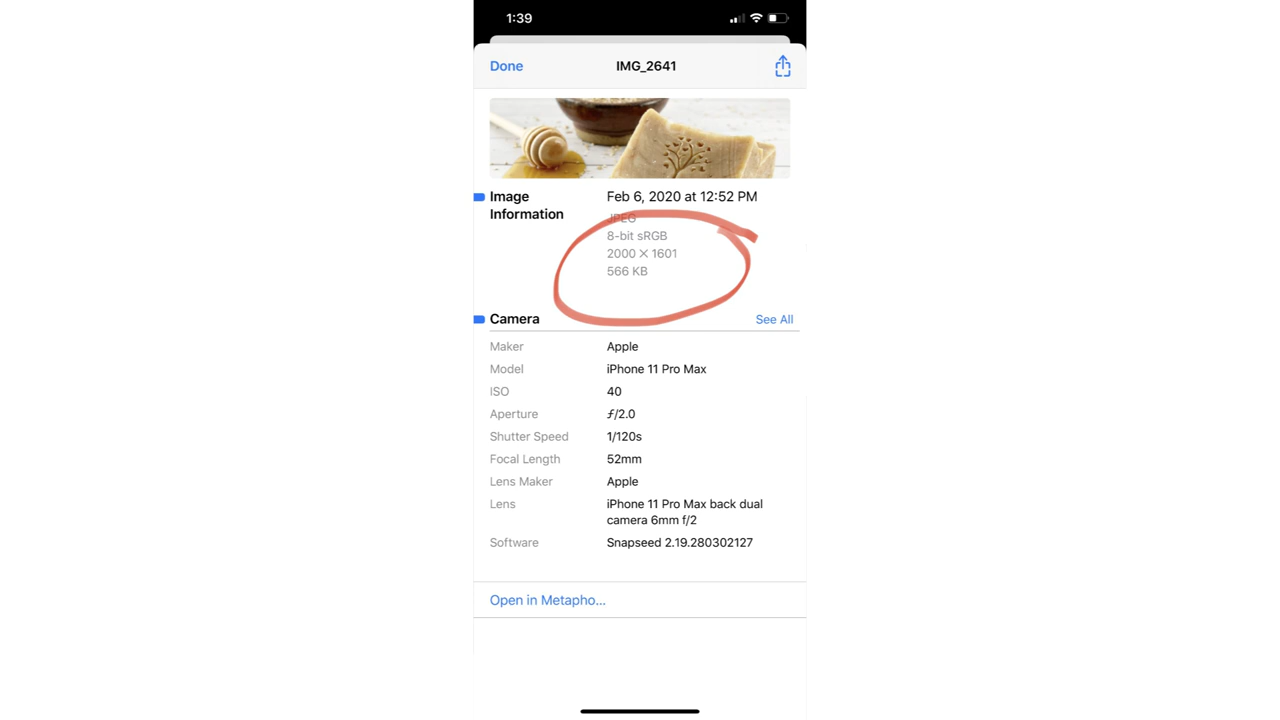 1:39
Done IMG_2641
Image Information Feb 6, 2020 at 12:52 PM
JPEG
8-bit sRGB
2000 × 1601
566 KB
Camera See All
Maker Apple
Model iPhone 11 Pro Max
ISO 40
Aperture ƒ/2.0
Shutter Speed 1/120s
Focal Length 52mm
Lens Maker Apple
Lens iPhone 11 Pro Max back dual
camera 6mm f/2
Software Snapseed 2.19.280302127
Open in Metapho...